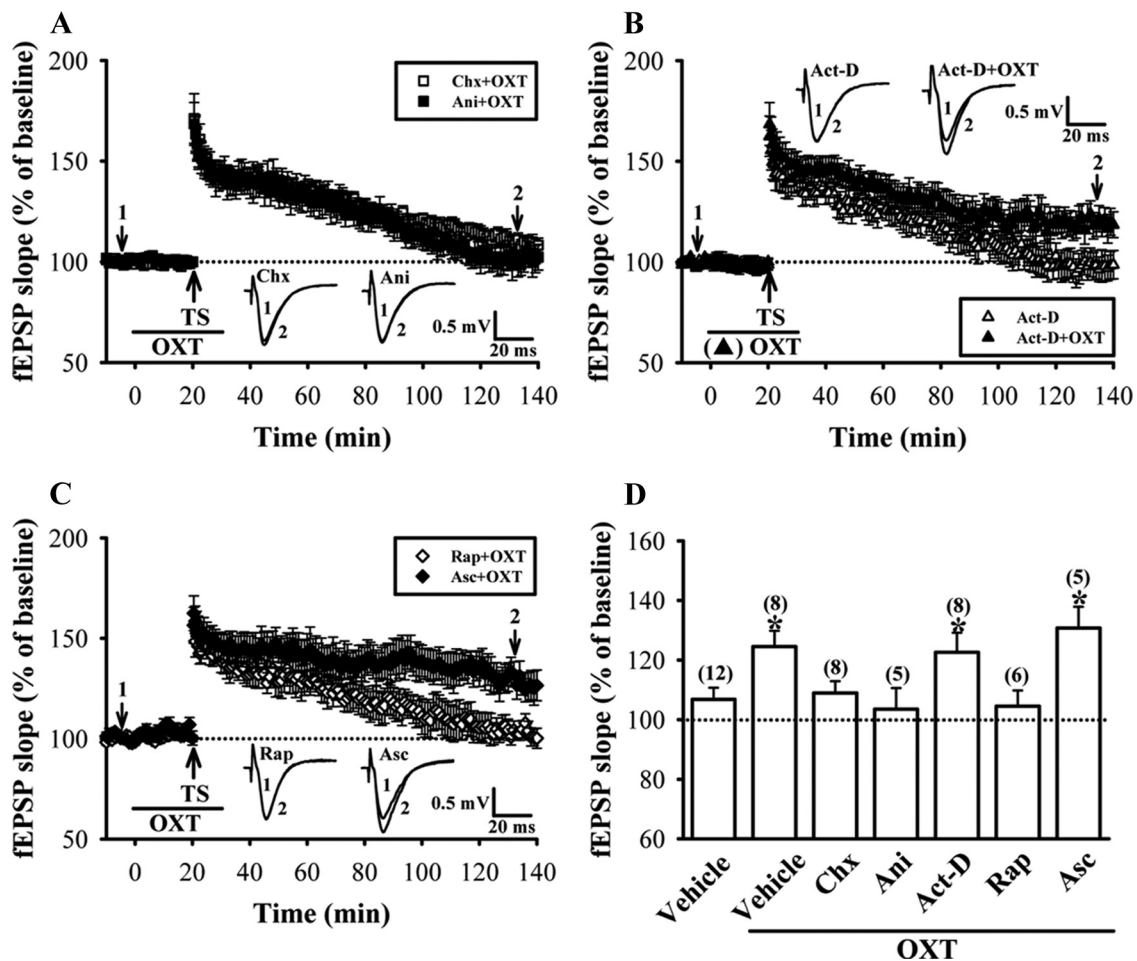 A
fEPSP slope (% of baseline)
200
150
100
50
Chx+OXT
Ani+OXT
1
2
TS
OXT
Chx
1
2
Ani
1
2
0.5 mV
20 ms
0 20 40 60 80 100 120 140
Time (min)
B
fEPSP slope (% of baseline)
200
150
100
50
Act-D
1
2
Act-D+OXT
1
2
0.5 mV
20 ms
1
2
TS
(▲) OXT
Act-D
Act-D+OXT
0 20 40 60 80 100 120 140
Time (min)
C
fEPSP slope (% of baseline)
200
150
100
50
Rap+OXT
Asc+OXT
1
2
TS
OXT
Rap
1
2
Asc
1
2
0.5 mV
20 ms
0 20 40 60 80 100 120 140
Time (min)
D
fEPSP slope (% of baseline)
160
140
120
100
80
60
(12)
(8)
*
(8)
(5)
(8)
*
(6)
(5)
*
Vehicle
Vehicle
Chx
Ani
Act-D
Rap
Asc
OXT